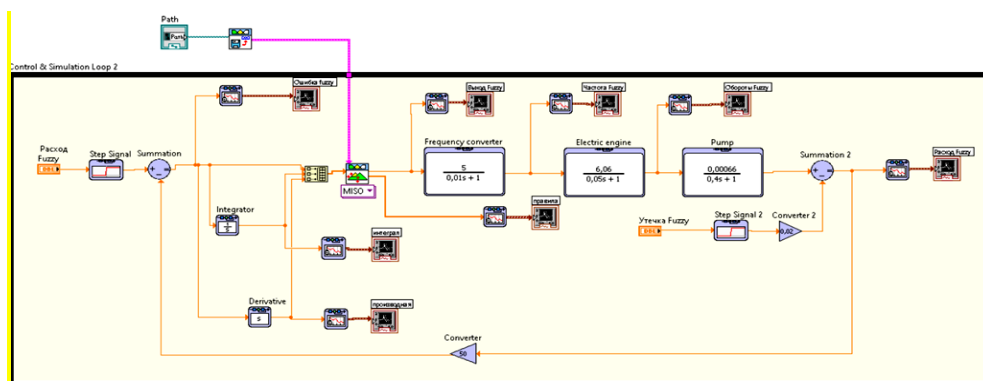 Path
Path
Control & Simulation Loop 2
Ошибка Fuzzy
Выход Fuzzy
Частота Fuzzy
Обороты Fuzzy
Расход
Fuzzy
Step Signal
Summation
Frequency converter
5
0,01s + 1
Electric engine
6,06
0,05s + 1
Pump
0,00066
0,4s + 1
Summation 2
Расход Fuzzy
MISO
правила
Integrator
Утечка Fuzzy
Step Signal 2
Converter 2
0,02
интеграл
Derivative
s
производная
Converter
50